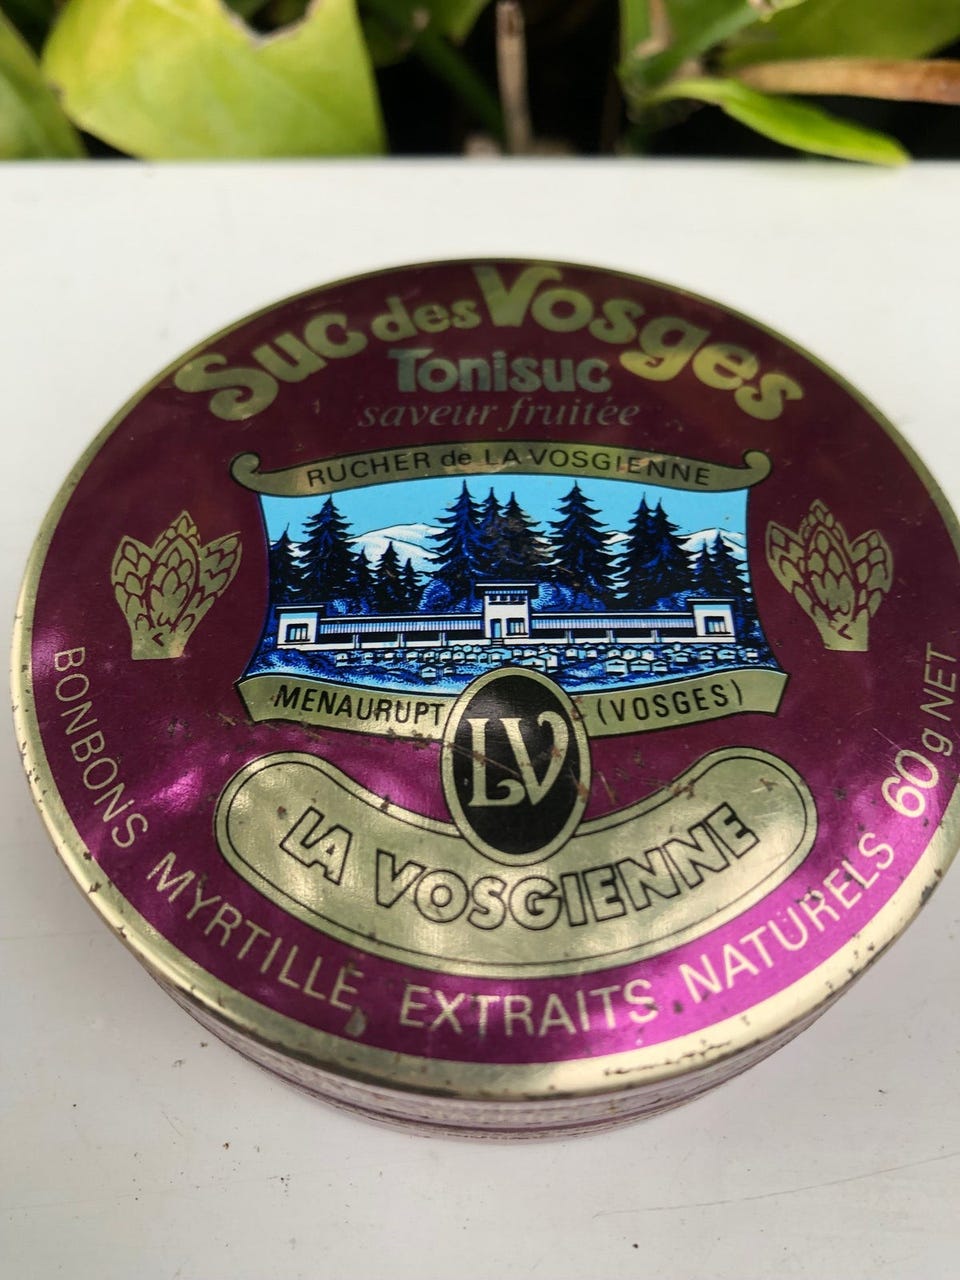 Suc des Vosges
Tonisuc
saveur fruitée
RUCHER de LA VOSGIENNE
MENAURUPT (VOSGES)
LV
LA VOSGIENNE
BONBONS MYRTILLE EXTRAITS NATURELS 60g NET